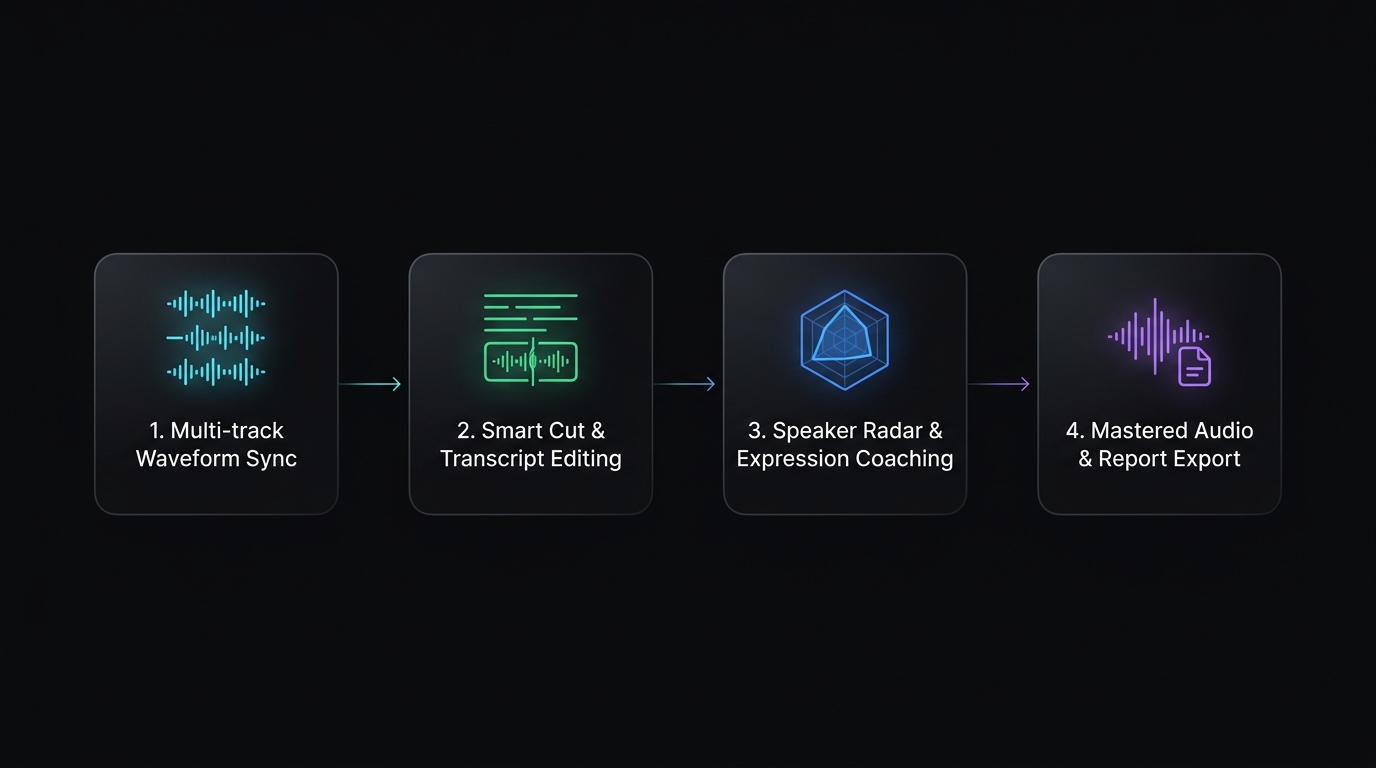 1. Multi-track
Waveform Sync
2. Smart Cut &
Transcript Editing
3. Speaker Radar &
Expression Coaching
4. Mastered Audio
& Report Export